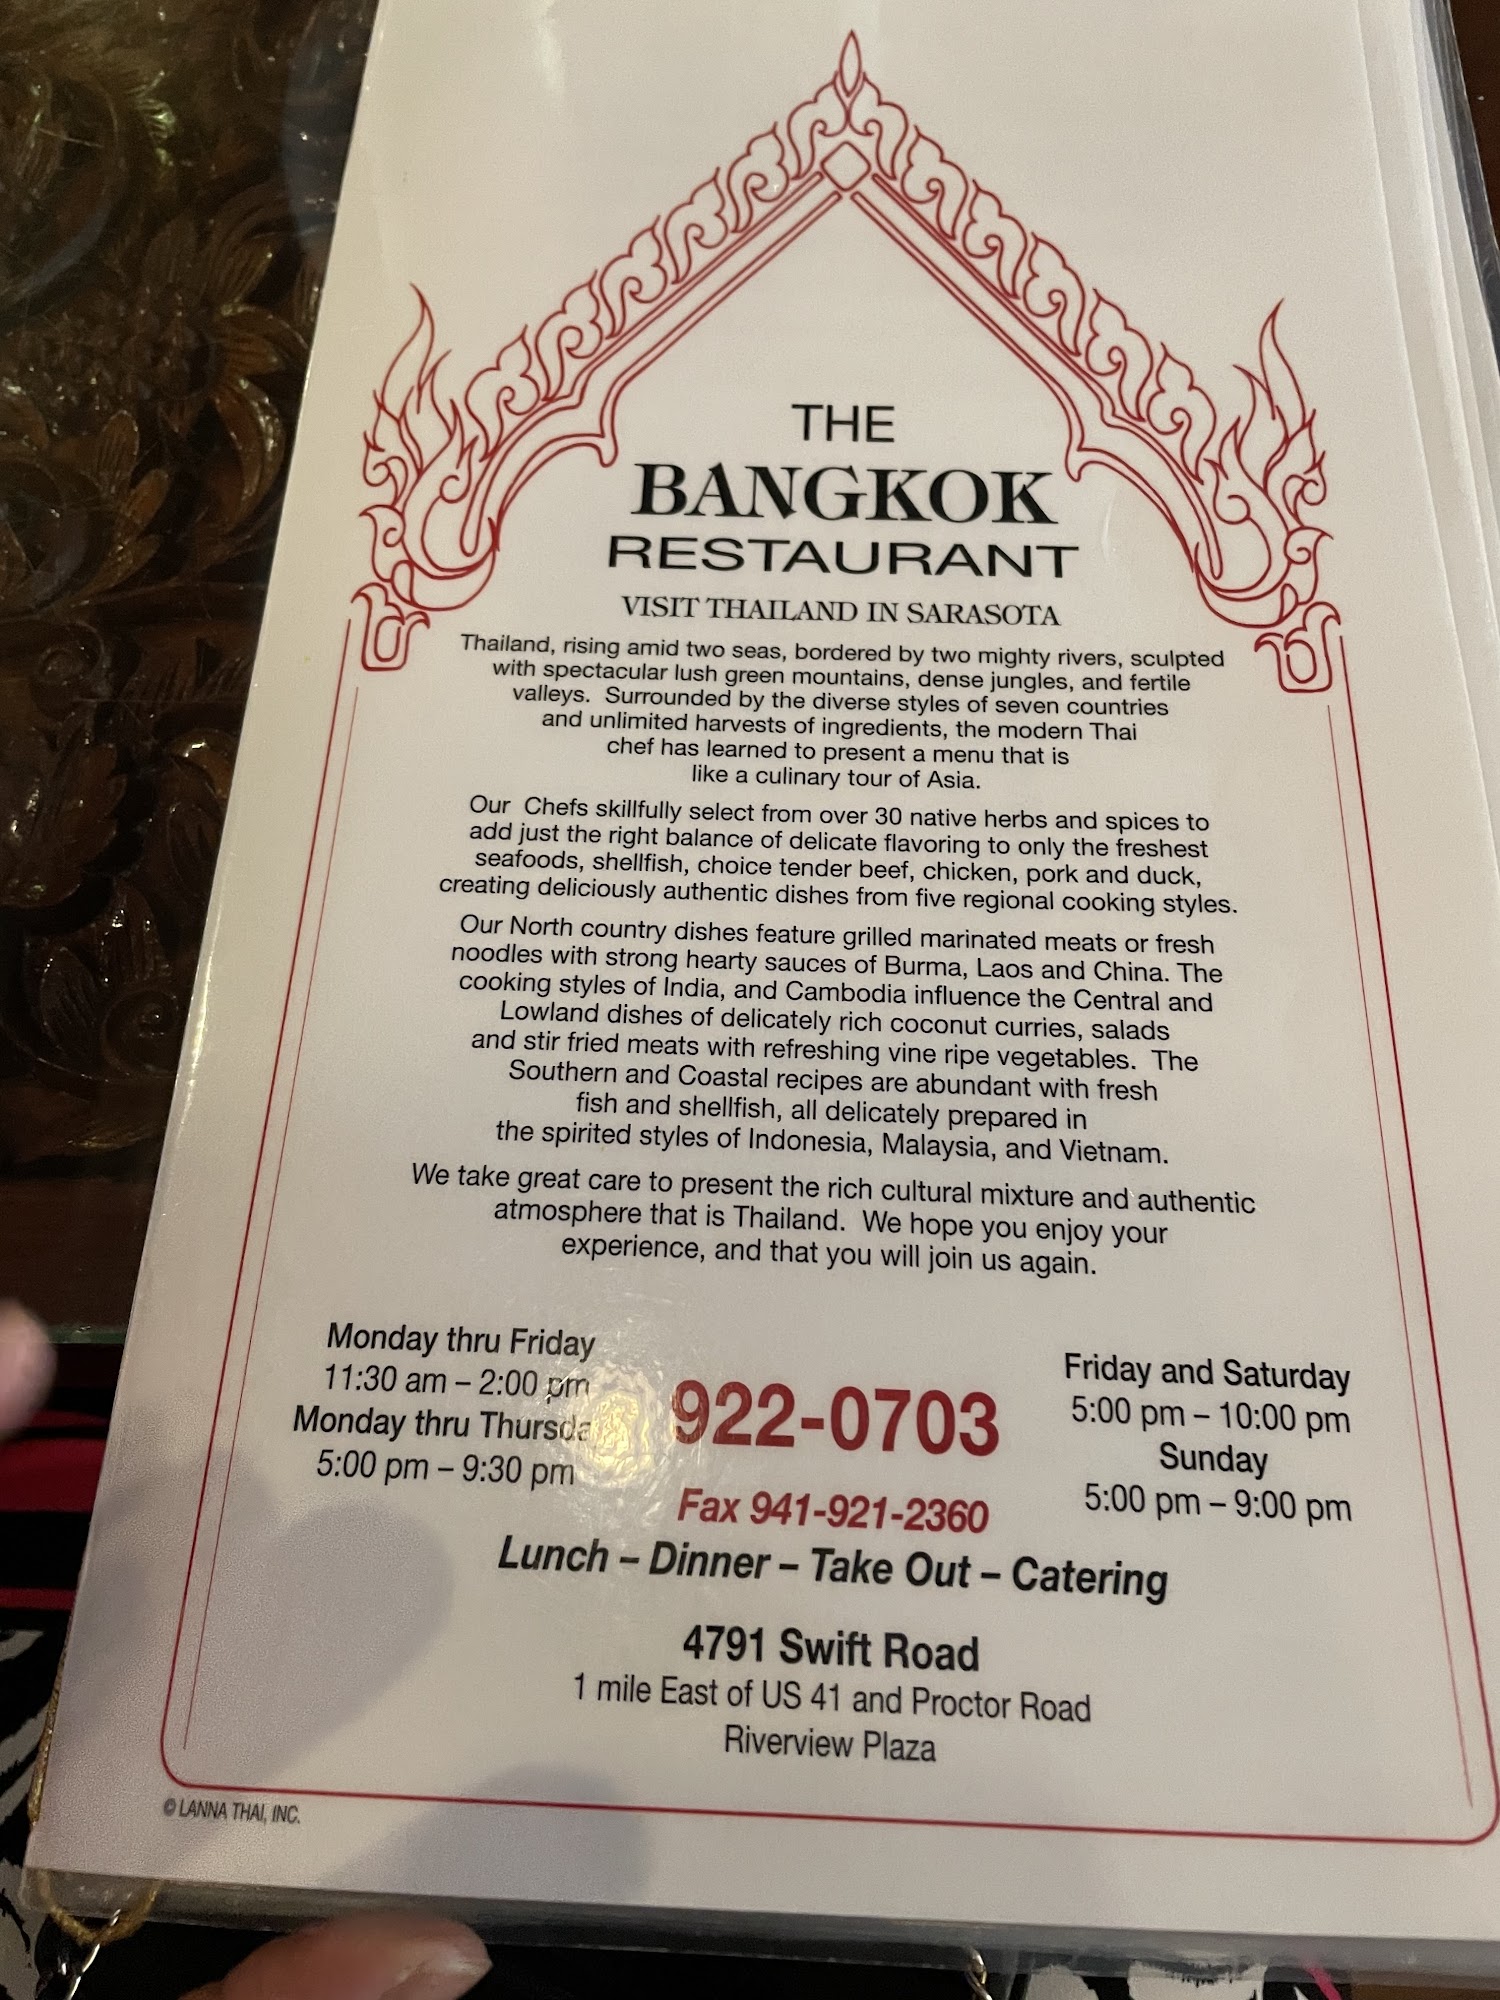 THE
BANGKOK
RESTAURANT
VISIT THAILAND IN SARASOTA
Thailand, rising amid two seas, bordered by two mighty rivers, sculpted
with spectacular lush green mountains, dense jungles, and fertile
valleys. Surrounded by the diverse styles of seven countries
and unlimited harvests of ingredients, the modern Thai
chef has learned to present a menu that is
like a culinary tour of Asia.
Our Chefs skillfully select from over 30 native herbs and spices to
add just the right balance of delicate flavoring to only the freshest
seafoods, shellfish, choice tender beef, chicken, pork and duck,
creating deliciously authentic dishes from five regional cooking styles.
Our North country dishes feature grilled marinated meats or fresh
noodles with strong hearty sauces of Burma, Laos and China. The
cooking styles of India, and Cambodia influence the Central and
Lowland dishes of delicately rich coconut curries, salads
and stir fried meats with refreshing vine ripe vegetables. The
Southern and Coastal recipes are abundant with fresh
fish and shellfish, all delicately prepared in
the spirited styles of Indonesia, Malaysia, and Vietnam.
We take great care to present the rich cultural mixture and authentic
atmosphere that is Thailand. We hope you enjoy your
experience, and that you will join us again.
Monday thru Friday
11:30 am – 2:00 pm
Monday thru Thursda
5:00 pm – 9:30 pm
922-0703
Fax 941-921-2360
Friday and Saturday
5:00 pm – 10:00 pm
Sunday
5:00 pm – 9:00 pm
Lunch – Dinner – Take Out – Catering
4791 Swift Road
1 mile East of US 41 and Proctor Road
Riverview Plaza
© LANNA THAI, INC.